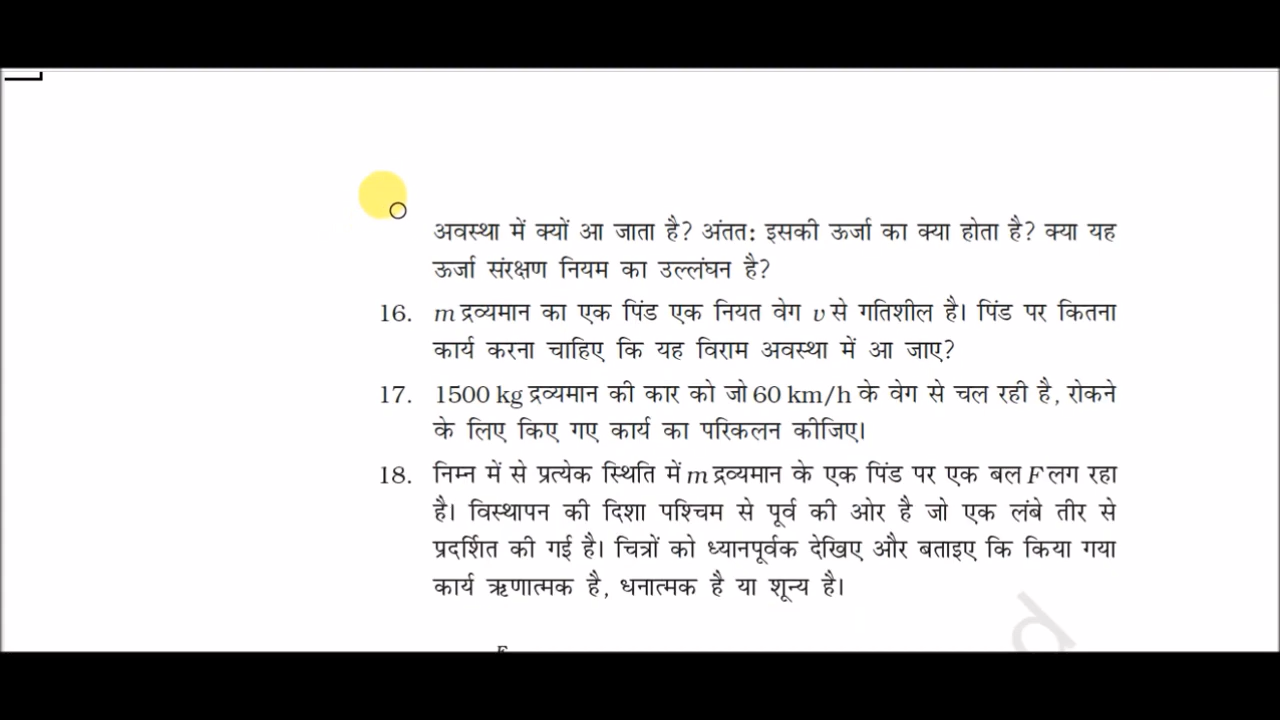 अवस्था में क्यों आ जाता है? अंतत: इसकी ऊर्जा का क्या होता है? क्या यह
ऊर्जा संरक्षण नियम का उल्लंघन है?
16. m द्रव्यमान का एक पिंड एक नियत वेग v से गतिशील है। पिंड पर कितना
कार्य करना चाहिए कि यह विराम अवस्था में आ जाए?
17. 1500 kg द्रव्यमान की कार को जो 60 km/h के वेग से चल रही है, रोकने
के लिए किए गए कार्य का परिकलन कीजिए।
18. निम्न में से प्रत्येक स्थिति में m द्रव्यमान के एक पिंड पर एक बल F लग रहा
है। विस्थापन की दिशा पश्चिम से पूर्व की ओर है जो एक लंबे तीर से
प्रदर्शित की गई है। चित्रों को ध्यानपूर्वक देखिए और बताइए कि किया गया
कार्य ऋणात्मक है, धनात्मक है या शून्य है।
d